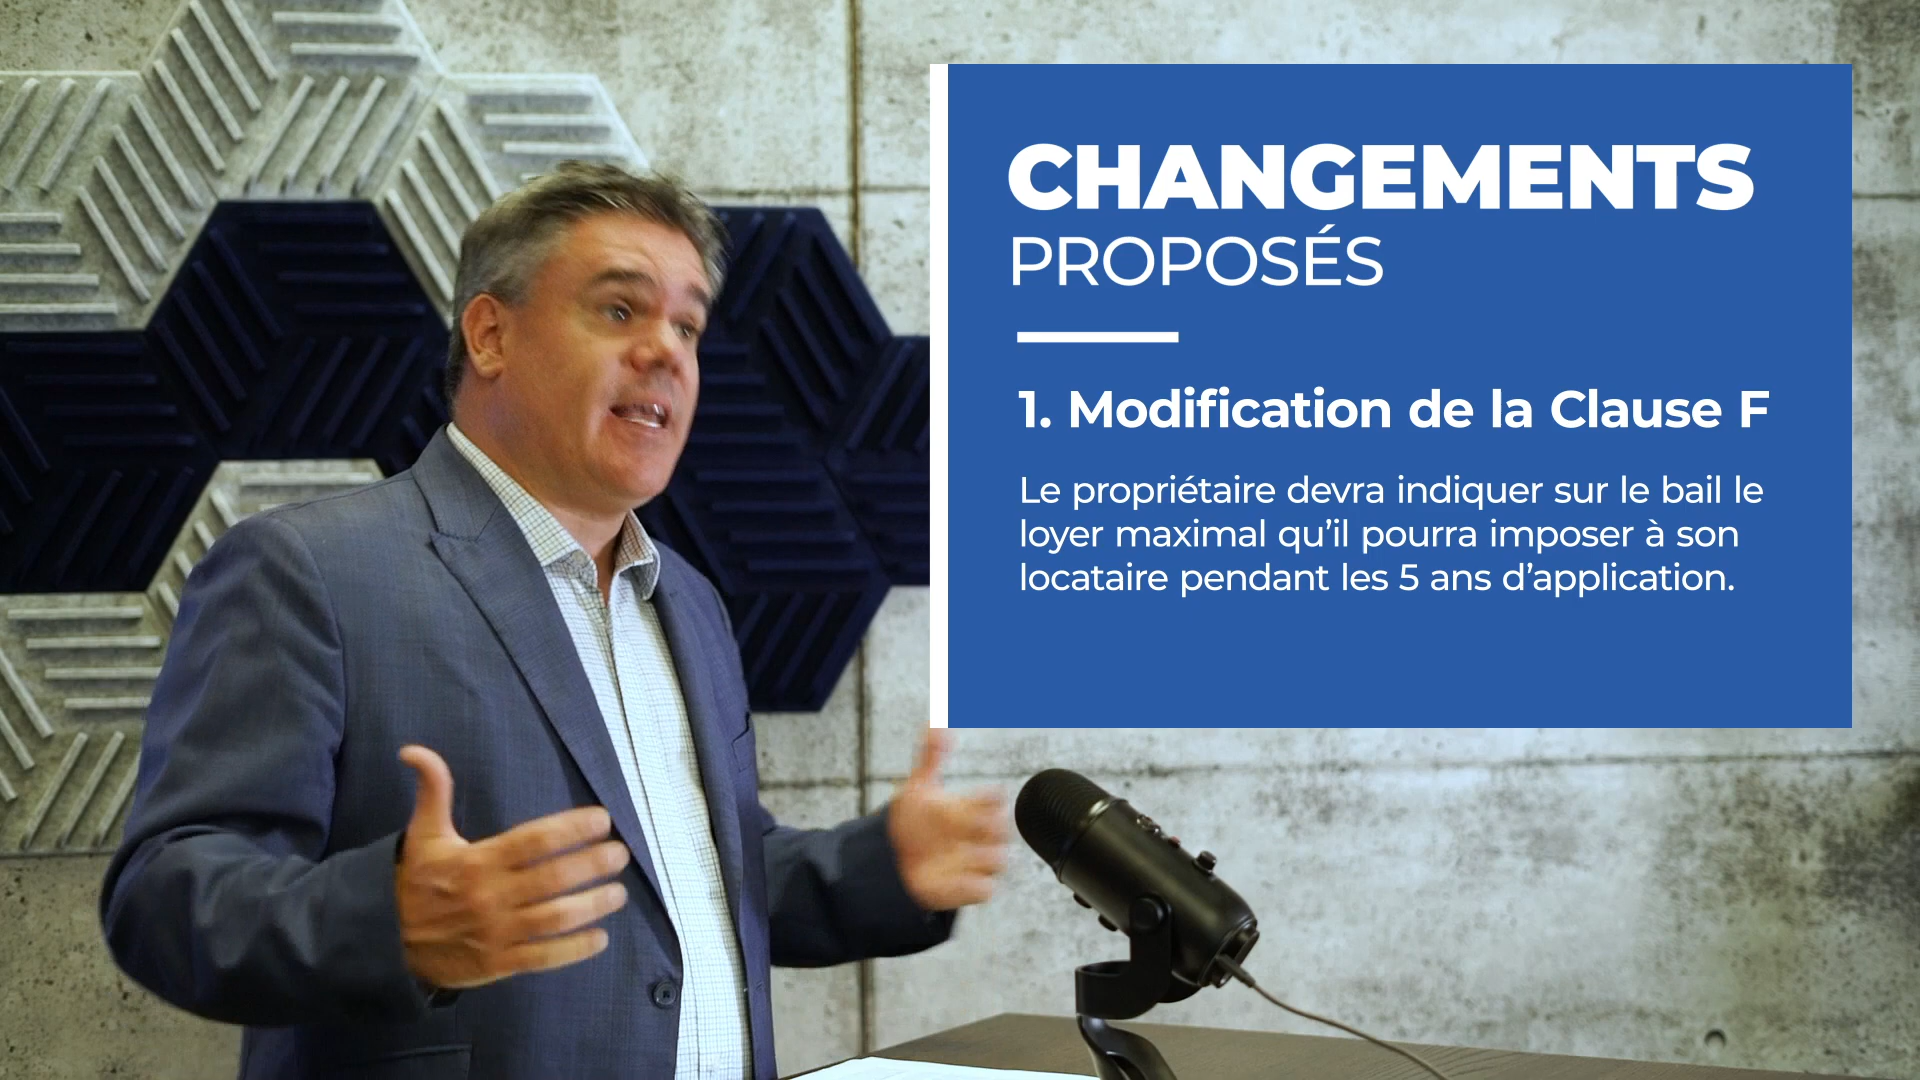 CHANGEMENTS
PROPOSÉS
1. Modification de la Clause F
Le propriétaire devra indiquer sur le bail le
loyer maximal qu’il pourra imposer à son
locataire pendant les 5 ans d’application.